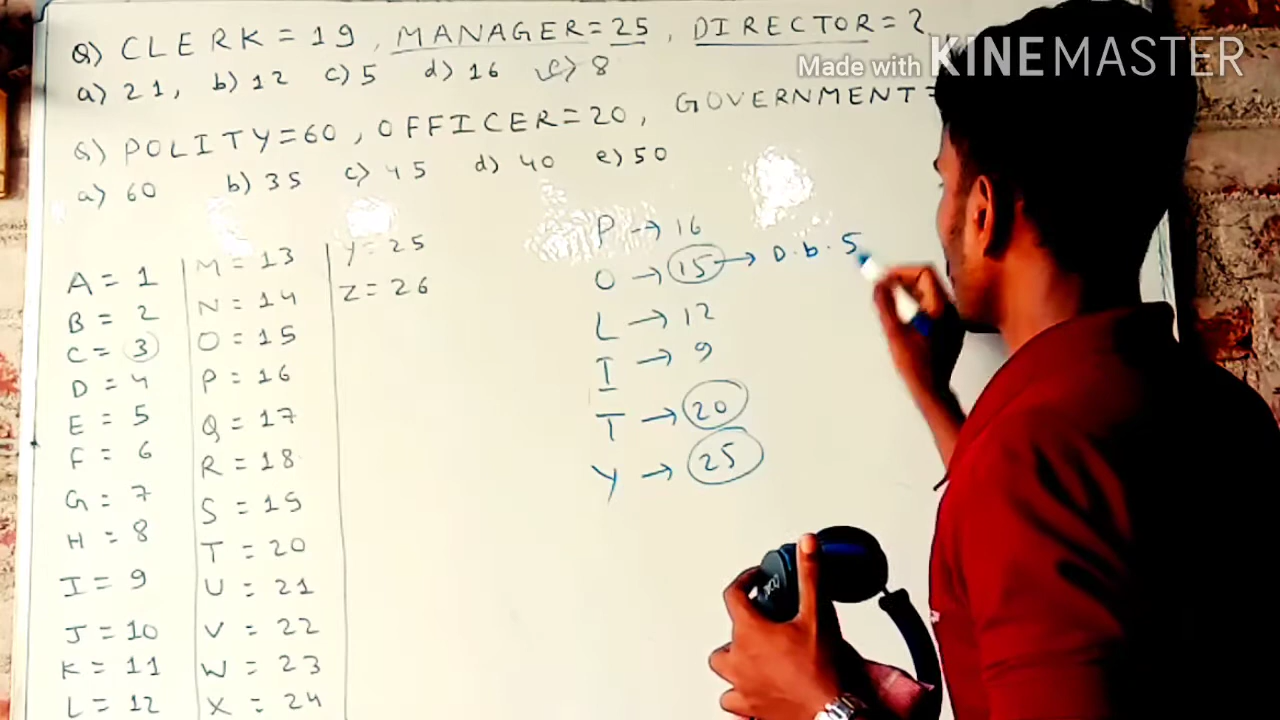 Q) CLERK = 19, MANAGER = 25, DIRECTOR = ?
a) 21, b) 12 c) 5 d) 16 e) 8
Q) POLITY = 60, OFFICER = 20, GOVERNMENT =
a) 60 b) 35 c) 45 d) 40 e) 50
A = 1
B = 2
C = 3
D = 4
E = 5
F = 6
G = 7
H = 8
I = 9
J = 10
K = 11
L = 12
M = 13
N = 14
O = 15
P = 16
Q = 17
R = 18
S = 19
T = 20
U = 21
V = 22
W = 23
X = 24
Y = 25
Z = 26
P → 16
O → 15 → D.b.5
L → 12
I → 9
T → 20
Y → 25
Made with KINEMASTER